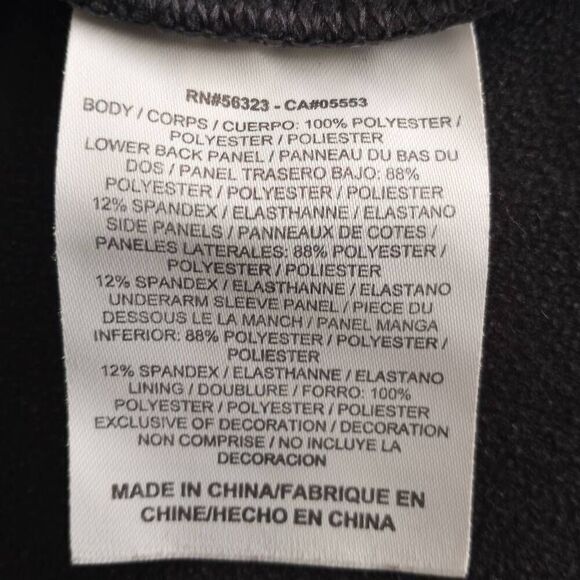 RN#56323 - CA#05553
BODY / CORPS / CUERPO: 100% POLYESTER /
POLYESTER / POLIESTER
LOWER BACK PANEL / PANNEAU DU BAS DU
DOS / PANEL TRASERO BAJO: 88%
POLYESTER / POLYESTER / POLIESTER
12% SPANDEX / ELASTHANNE / ELASTANO
SIDE PANELS / PANNEAUX DE COTES /
PANELES LATERALES: 88% POLYESTER /
POLYESTER / POLIESTER
12% SPANDEX / ELASTHANNE / ELASTANO
UNDERARM SLEEVE PANEL / PIECE DU
DESSOUS LE LA MANCH / PANEL MANGA
INFERIOR: 88% POLYESTER / POLYESTER /
POLIESTER
12% SPANDEX / ELASTHANNE / ELASTANO
LINING / DOUBLURE / FORRO: 100%
POLYESTER / POLYESTER / POLIESTER
EXCLUSIVE OF DECORATION / DECORATION
NON COMPRISE / NO INCLUYE LA
DECORACION
MADE IN CHINA/FABRIQUE EN
CHINE/HECHO EN CHINA